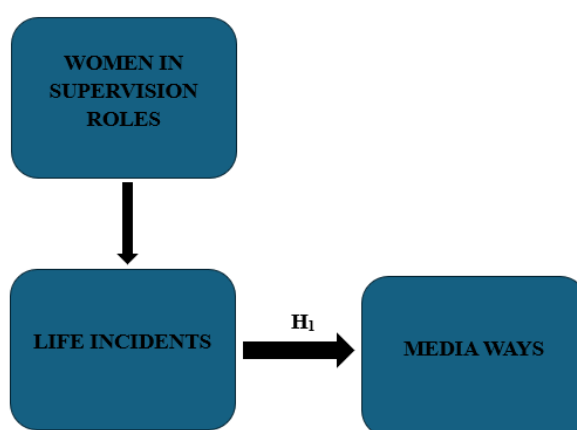 WOMEN IN
SUPERVISION
ROLES
H₁
LIFE INCIDENTS
MEDIA WAYS